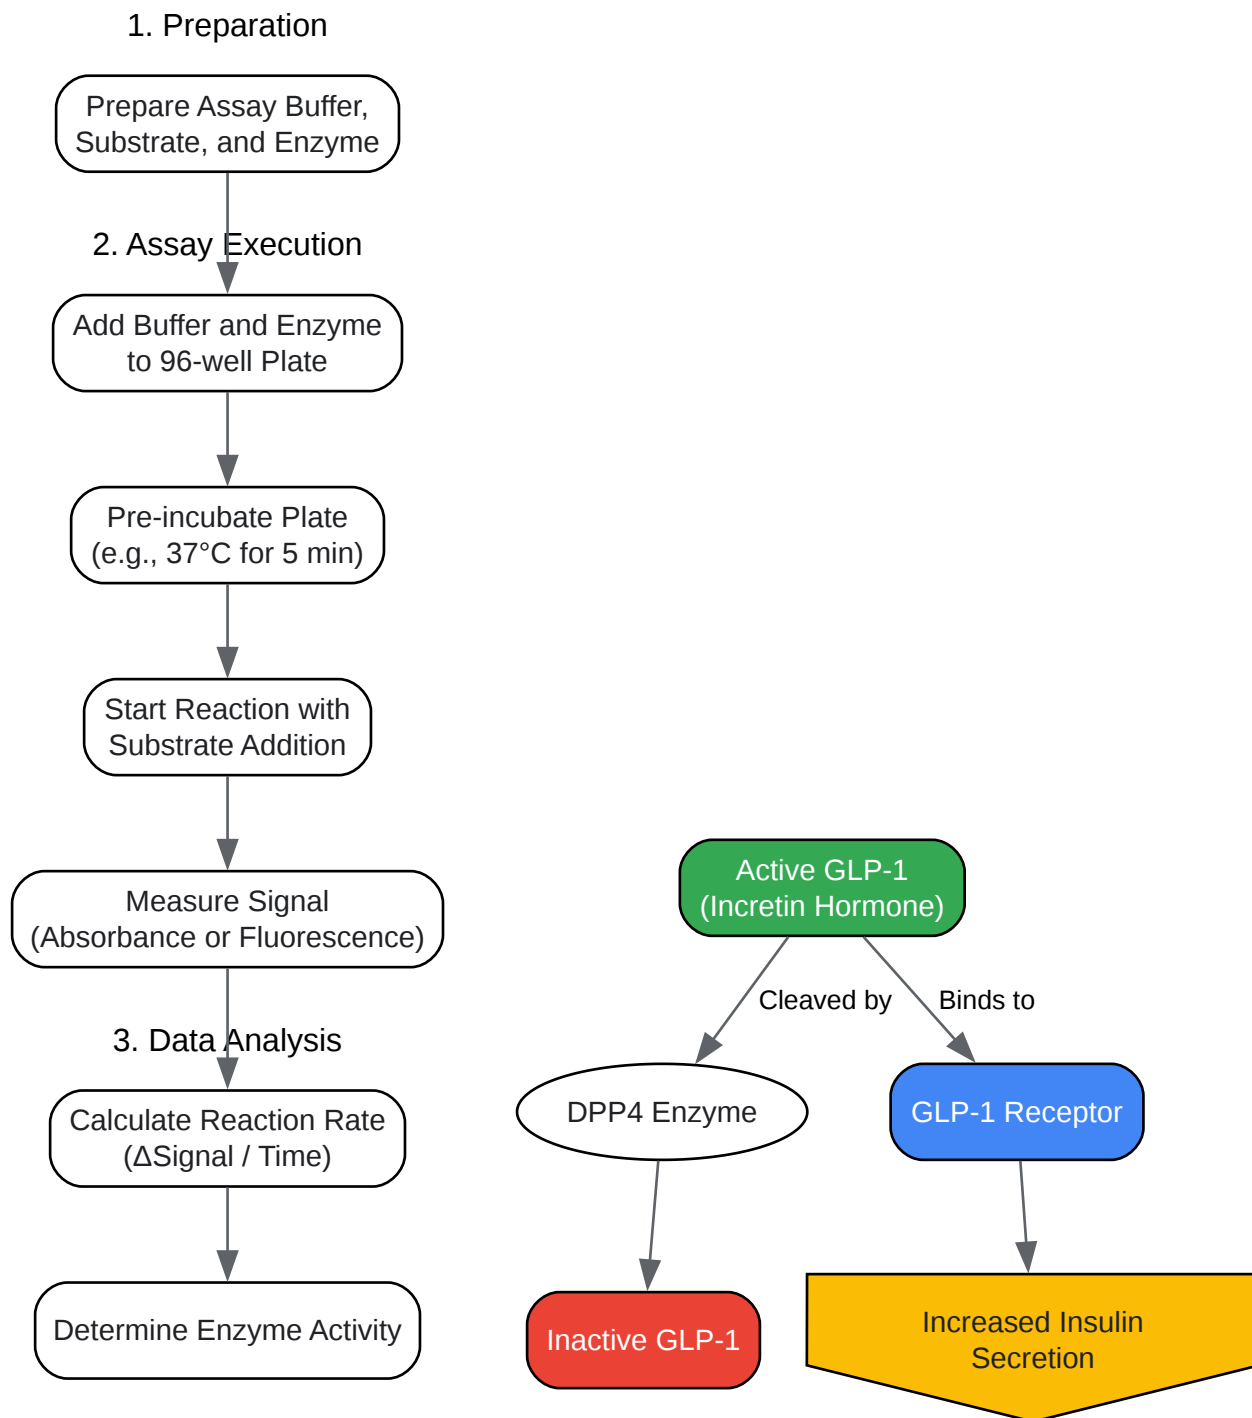 1. Preparation
Prepare Assay Buffer,
Substrate, and Enzyme
2. Assay Execution
Add Buffer and Enzyme
to 96-well Plate
Pre-incubate Plate
(e.g., 37°C for 5 min)
Start Reaction with
Substrate Addition
Measure Signal
(Absorbance or Fluorescence)
3. Data Analysis
Calculate Reaction Rate
(ΔSignal / Time)
Determine Enzyme Activity
Active GLP-1
(Incretin Hormone)
Cleaved by
Binds to
DPP4 Enzyme
GLP-1 Receptor
Inactive GLP-1
Increased Insulin
Secretion